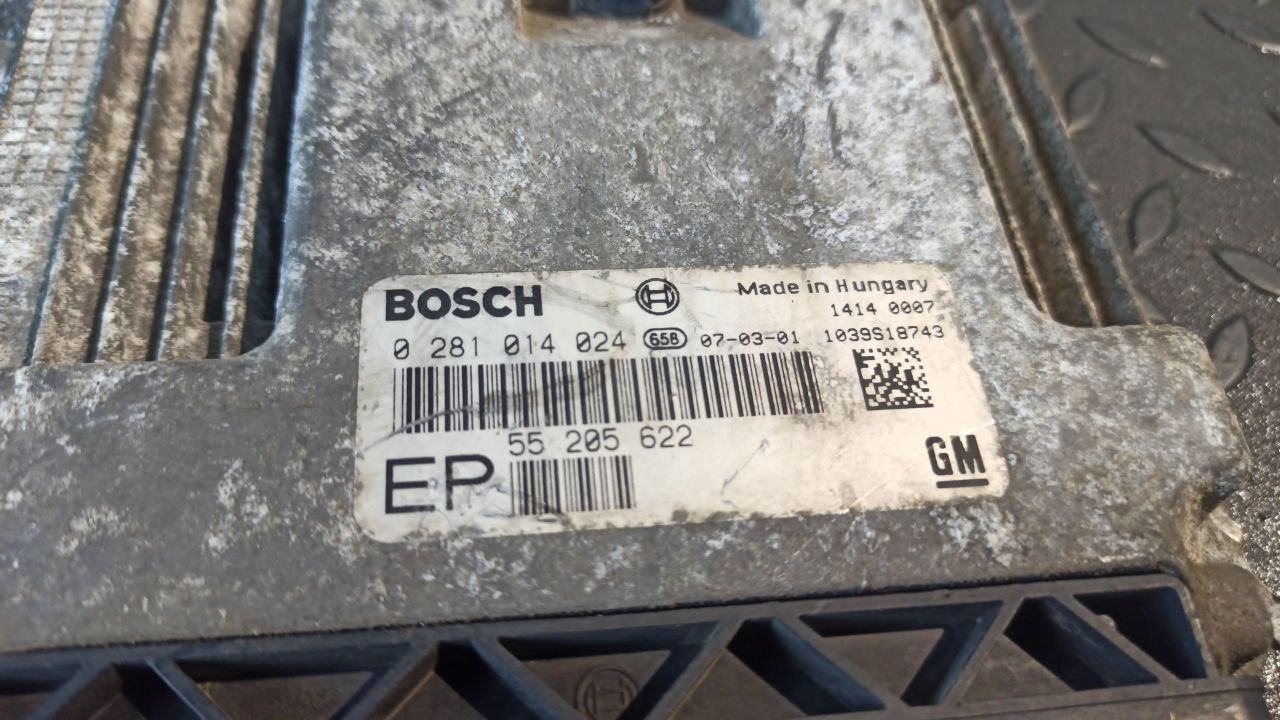 BOSCH Made in Hungary
1414 0007
0 281 014 024 658 07-03-01 1039S18743
55 205 622
EP
GM